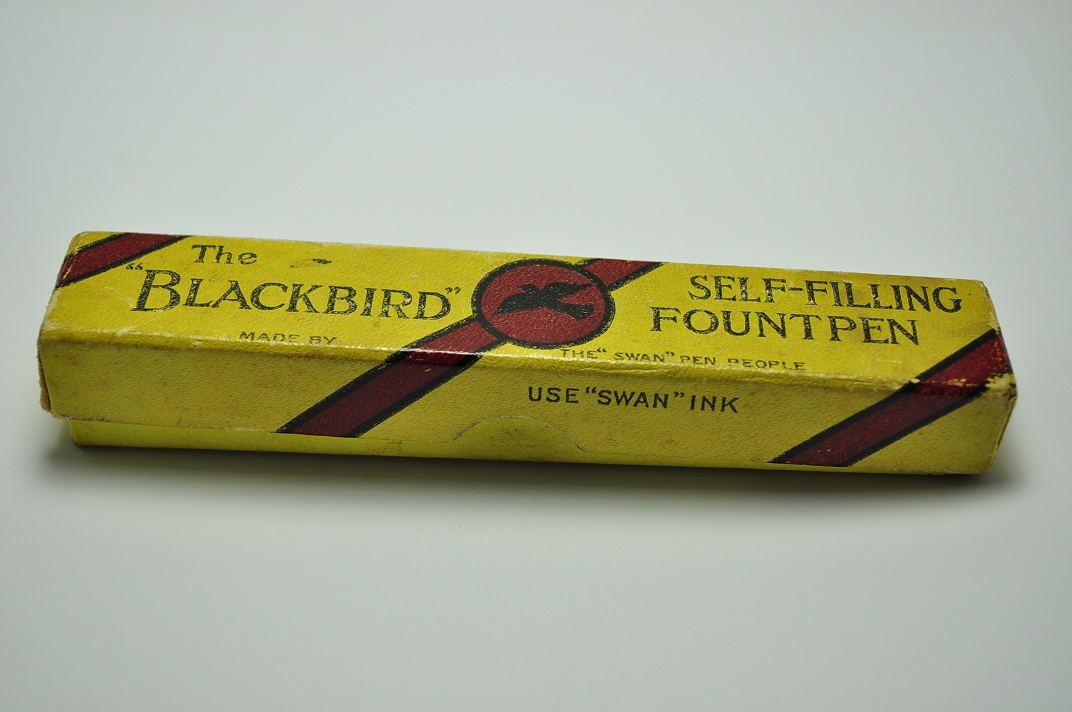 The
"BLACKBIRD"
MADE BY
SELF-FILLING
FOUNTPEN
THE "SWAN" PEN PEOPLE
USE "SWAN" INK